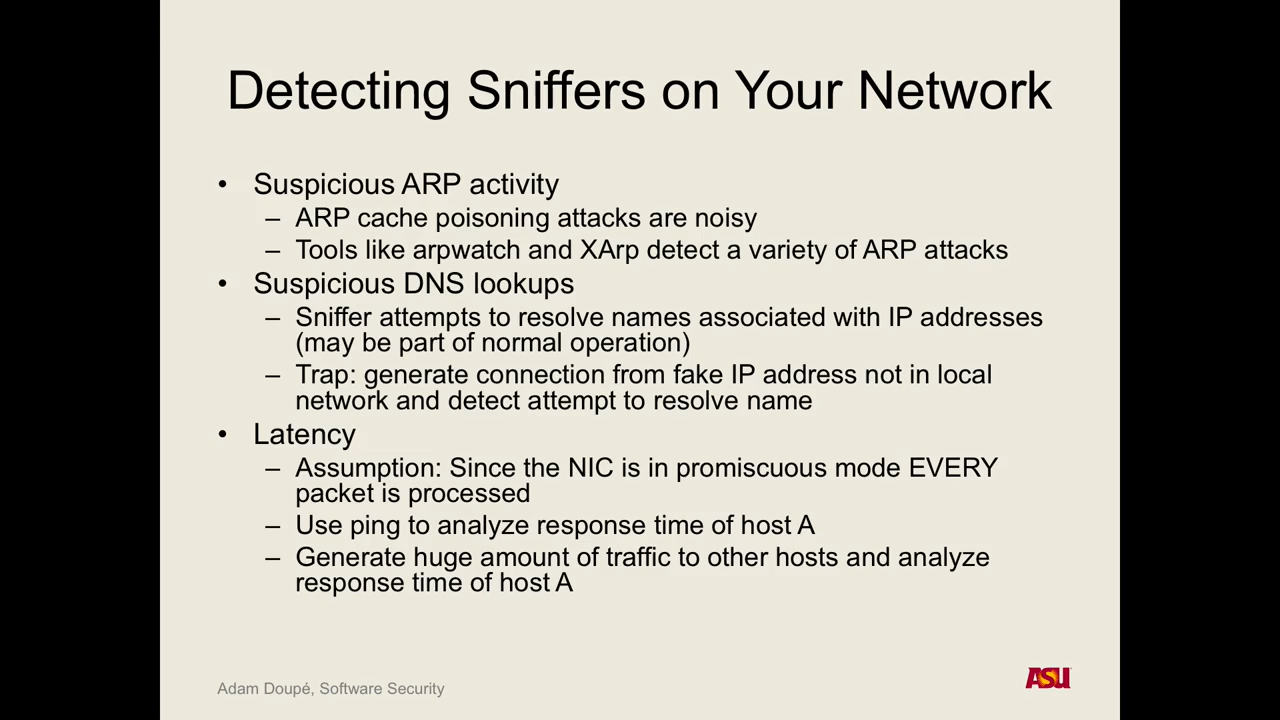 Detecting Sniffers on Your Network
• Suspicious ARP activity
– ARP cache poisoning attacks are noisy
– Tools like arpwatch and XArp detect a variety of ARP attacks
• Suspicious DNS lookups
– Sniffer attempts to resolve names associated with IP addresses
(may be part of normal operation)
– Trap: generate connection from fake IP address not in local
network and detect attempt to resolve name
• Latency
– Assumption: Since the NIC is in promiscuous mode EVERY
packet is processed
– Use ping to analyze response time of host A
– Generate huge amount of traffic to other hosts and analyze
response time of host A
Adam Doupé, Software Security
ASU